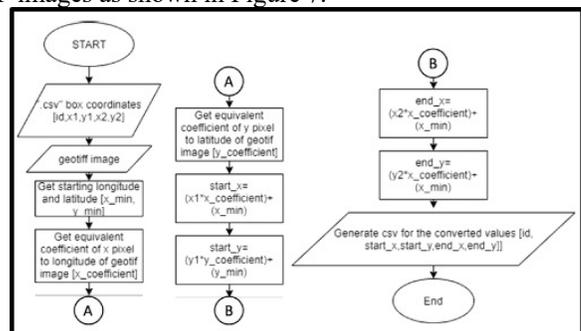 images as shown in Figure 7.
START
".csv" box coordinates
[id,x1,y1,x2,y2]
geotiff image
Get starting longitude
and latitude [x_min,
y_min]
Get equivalent
coefficient of x pixel
to longitude of geotif
image [x_coefficient]
A
A
Get equivalent
coefficient of y pixel
to latitude of geotif
image [y_coefficient]
start_x=
(x1*x_coefficient)+
(x_min)
start_y=
(y1*y_coefficient)+
(y_min)
B
B
end_x=
(x2*x_coefficient)+
(x_min)
end_y=
(y2*x_coefficient)+
(x_min)
Generate csv for the converted values [id,
start_x,start_y,end_x,end_y]]
End